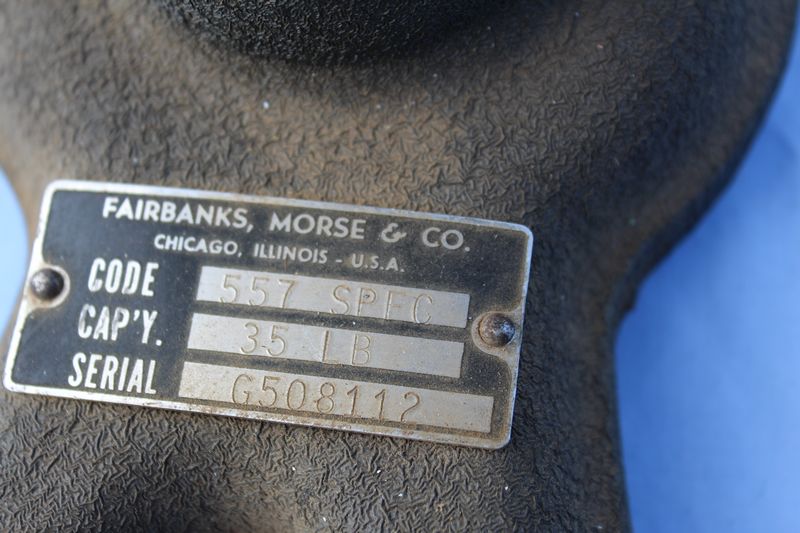 FAIRBANKS, MORSE & CO.
CHICAGO, ILLINOIS - U.S.A.
CODE 557 SPEC
CAP'Y. 35 LB
SERIAL G508112